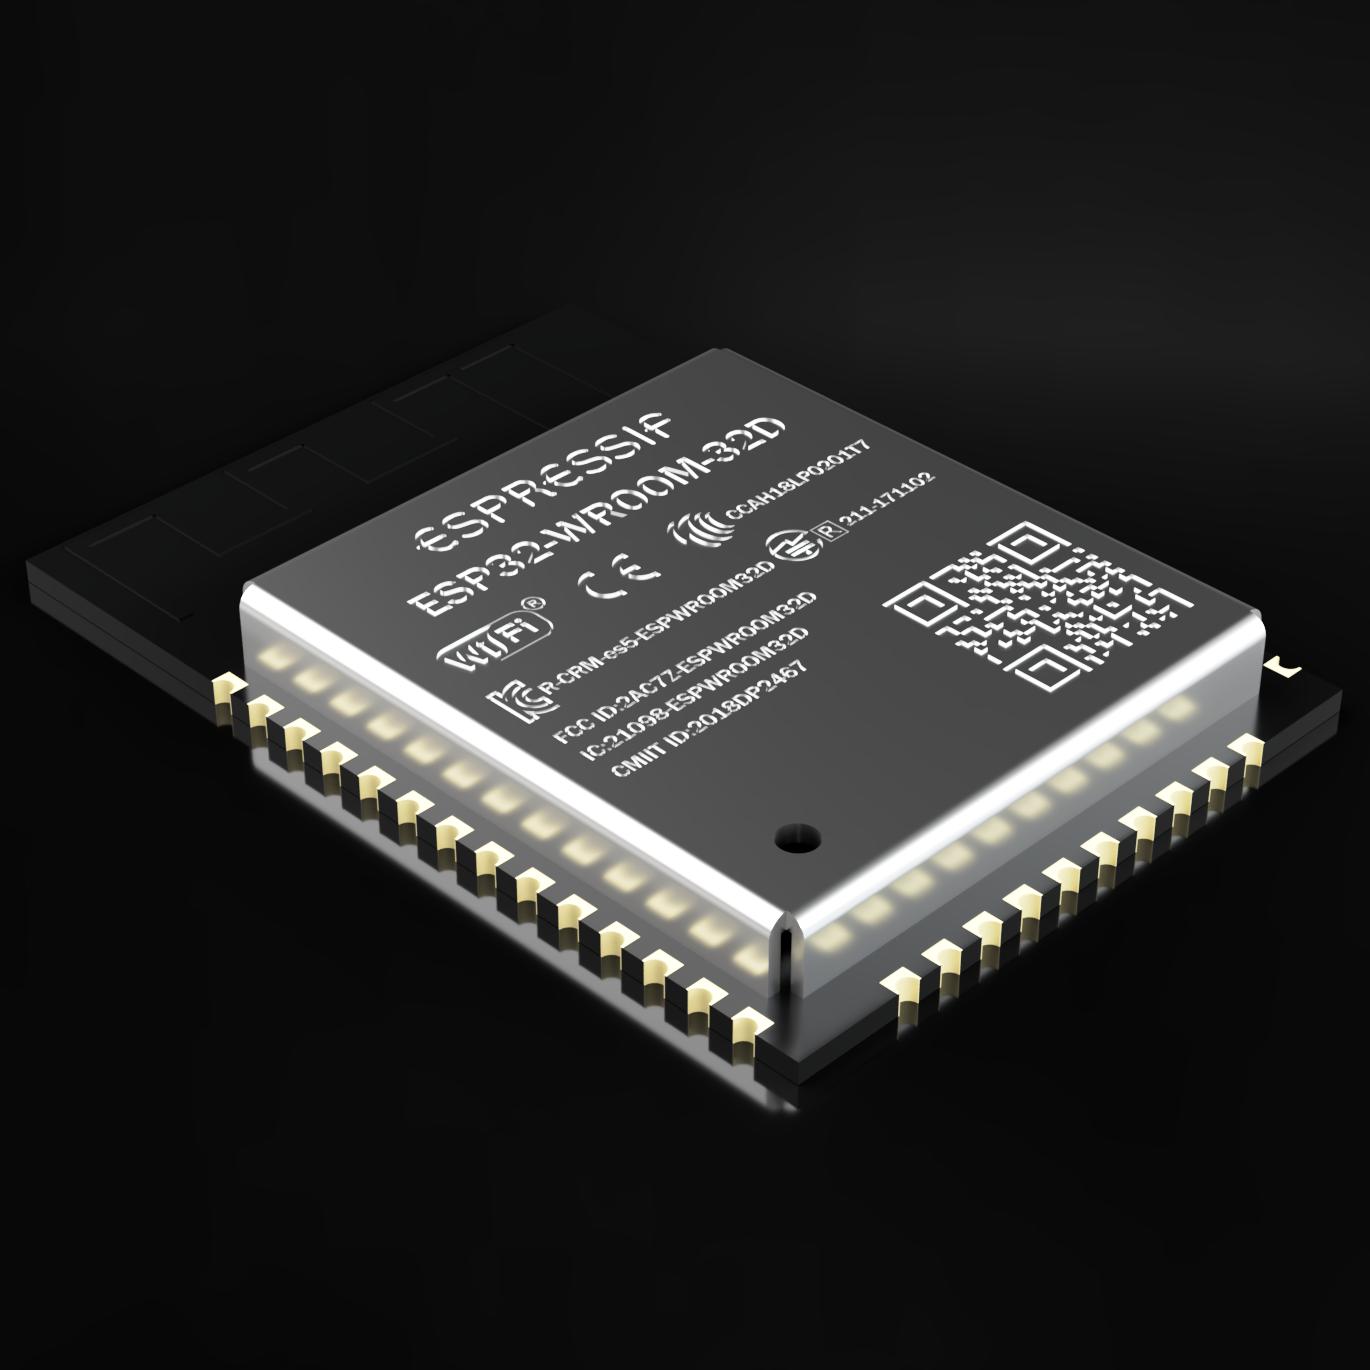 ESPRESSIF
ESP32-WROOM-32D
WiFi® CE CCAH18LP0201T7
R-CRM-es5-ESPWROOM32D R 211-171102
FCC ID:2AC7Z-ESPWROOM32D
IC:21098-ESPWROOM32D
CMIIT ID:2018DP2467